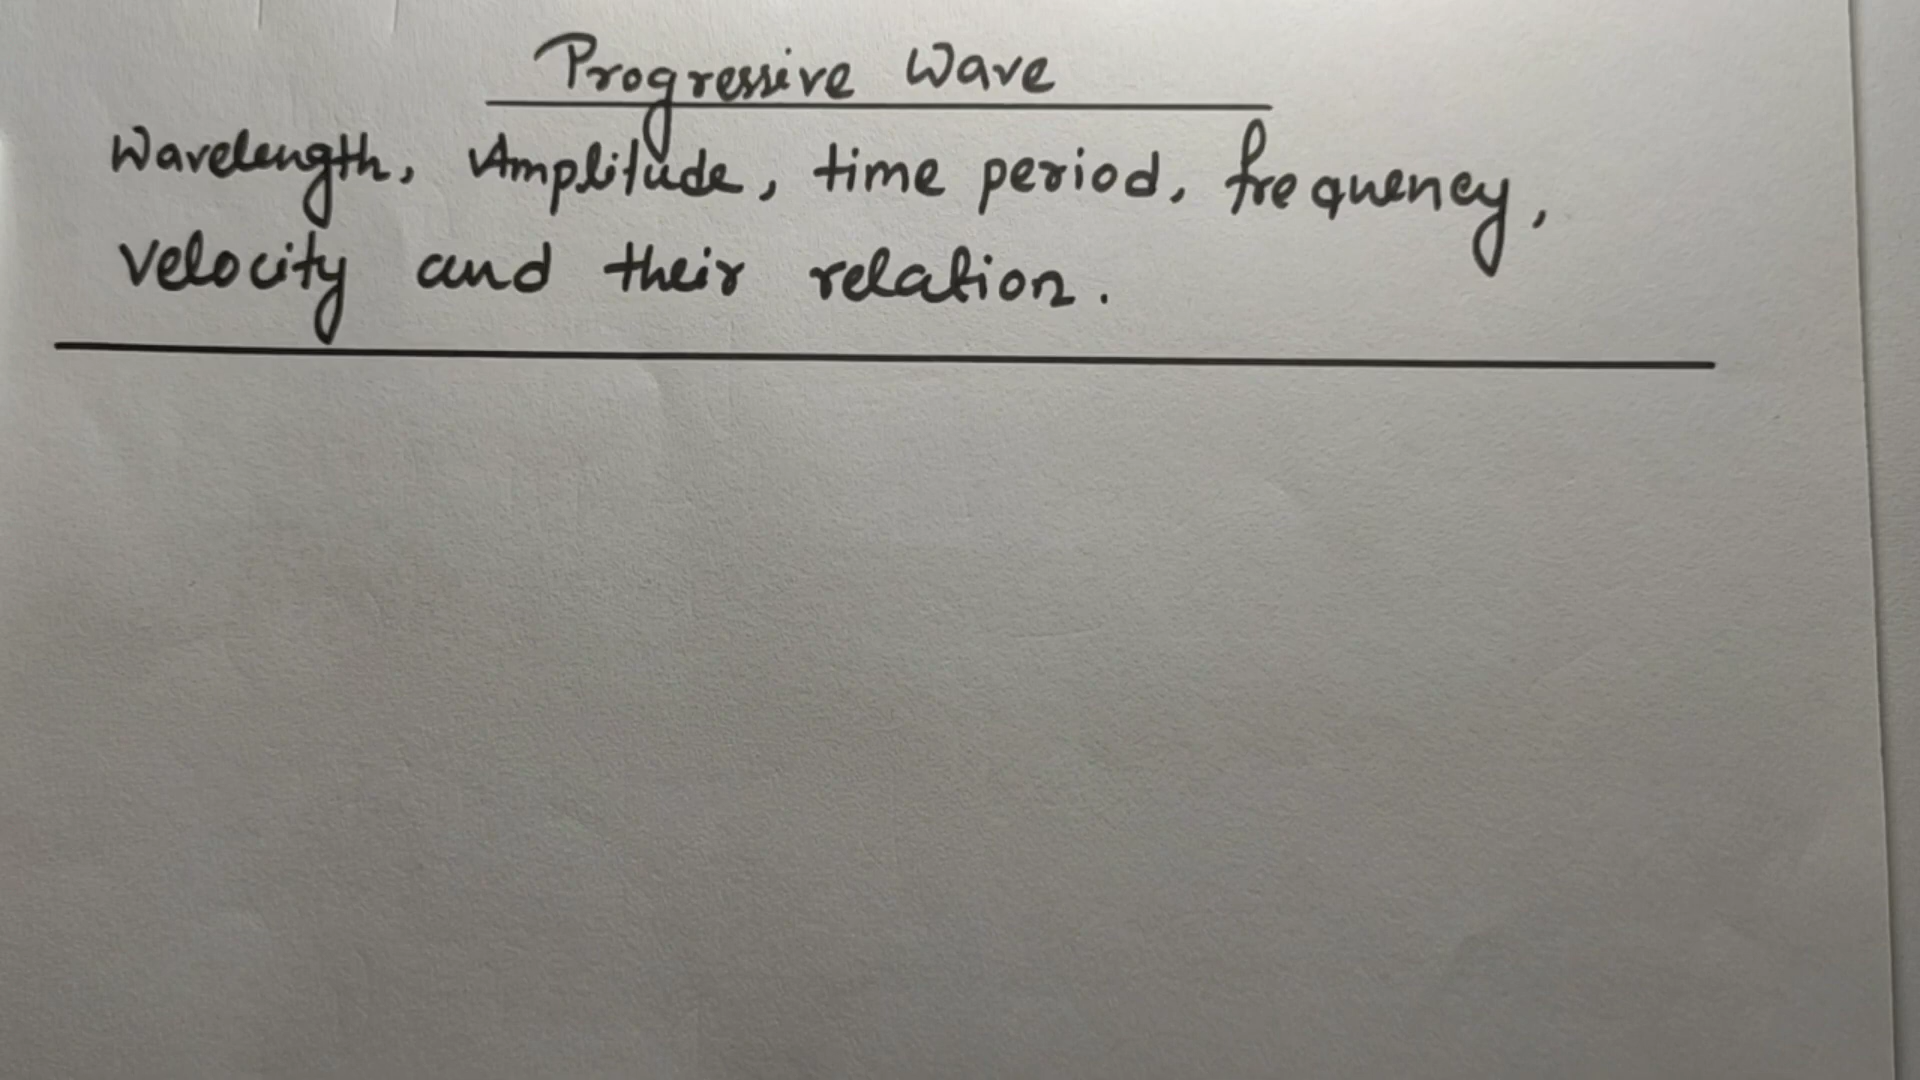 Progressive Wave
Wavelength, Amplitude, time period, frequency,
velocity and their relation.